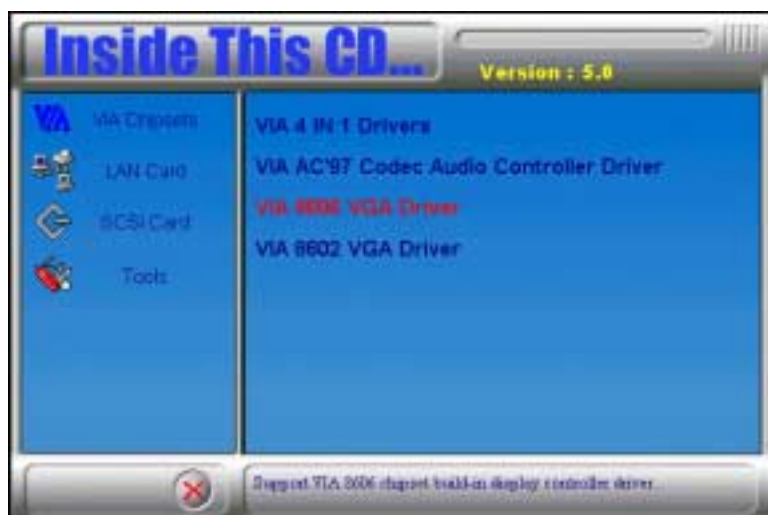 Inside This CD...
Version : 5.0
VIA
VIA Chipsets
LAN Card
SCSI Card
Tools
VIA 4 IN 1 Drivers
VIA AC'97 Codec Audio Controller Driver
VIA 8606 VGA Driver
VIA 8602 VGA Driver
Support VIA 8606 chipset build-in display controller driver...